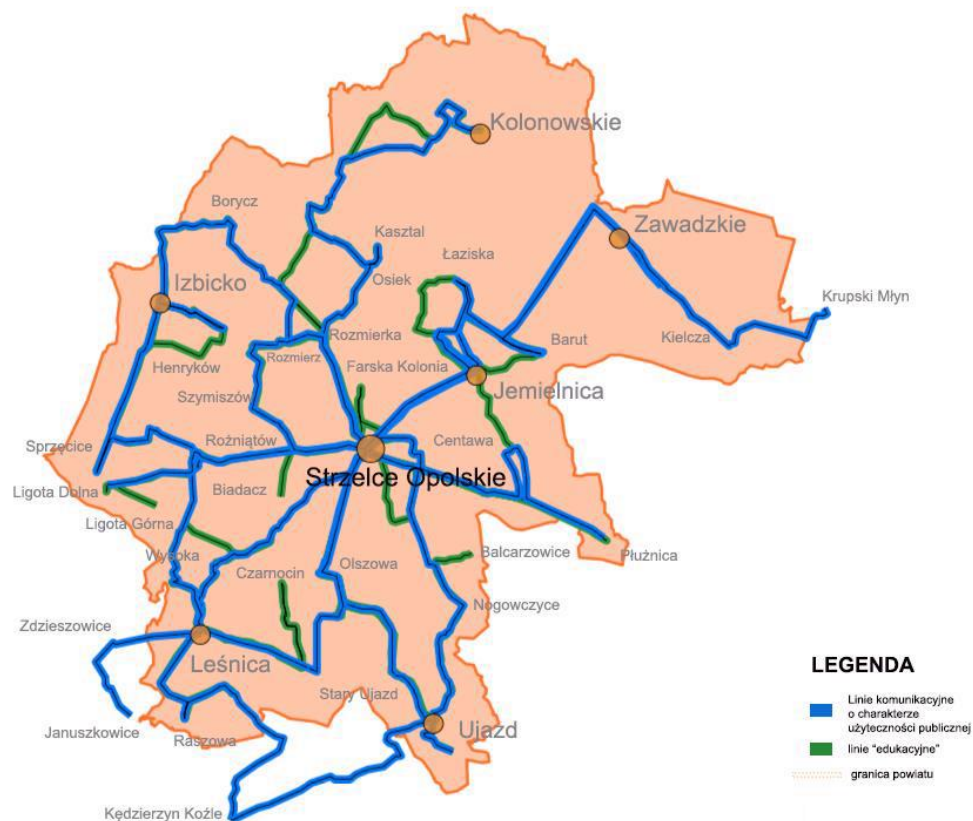 Kolonowskie
Borycz
Kasztal
Zawadzkie
Łaziska
Izbicko
Osiek
Krupski Młyn
Rozmierka
Barut
Kielcza
Rozmierz
Henryków
Farska Kolonia
Jemielnica
Szymiszów
Sprzęcice
Rożniątów
Centawa
Strzelce Opolskie
Ligota Dolna
Biadacz
Ligota Górna
Wysoka
Olszowa
Balcarzowice
Płużnica
Czarnocin
Nogowczyce
Zdzieszowice
Leśnica
LEGENDA
Stary Ujazd
Linie komunikacyjne
o charakterze
użyteczności publicznej
Januszkowice
Raszowa
Ujazd
linie "edukacyjne"
granica powiatu
Kędzierzyn Koźle